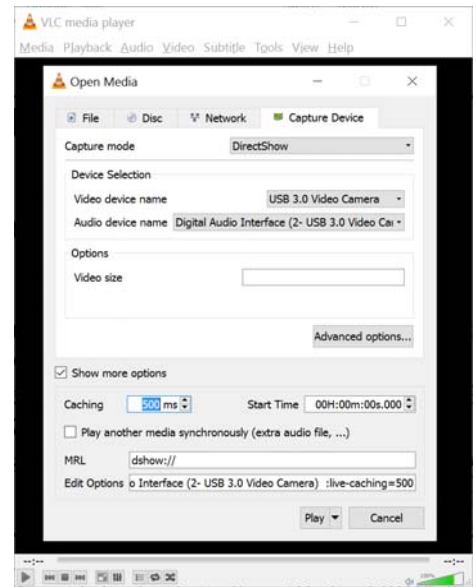 VLC media player
Media Playback Audio Video Subtitle Tools View Help
Open Media
File Disc Network Capture Device
Capture mode DirectShow
Device Selection
Video device name USB 3.0 Video Camera
Audio device name Digital Audio Interface (2- USB 3.0 Video Cai
Options
Video size
Advanced options...
Show more options
Caching 500 ms Start Time 00H:00m:00s.000
Play another media synchronously (extra audio file, ...)
MRL dshow://
Edit Options o Interface (2- USB 3.0 Video Camera) :live-caching=500
Play Cancel
--:-- --:--
100%